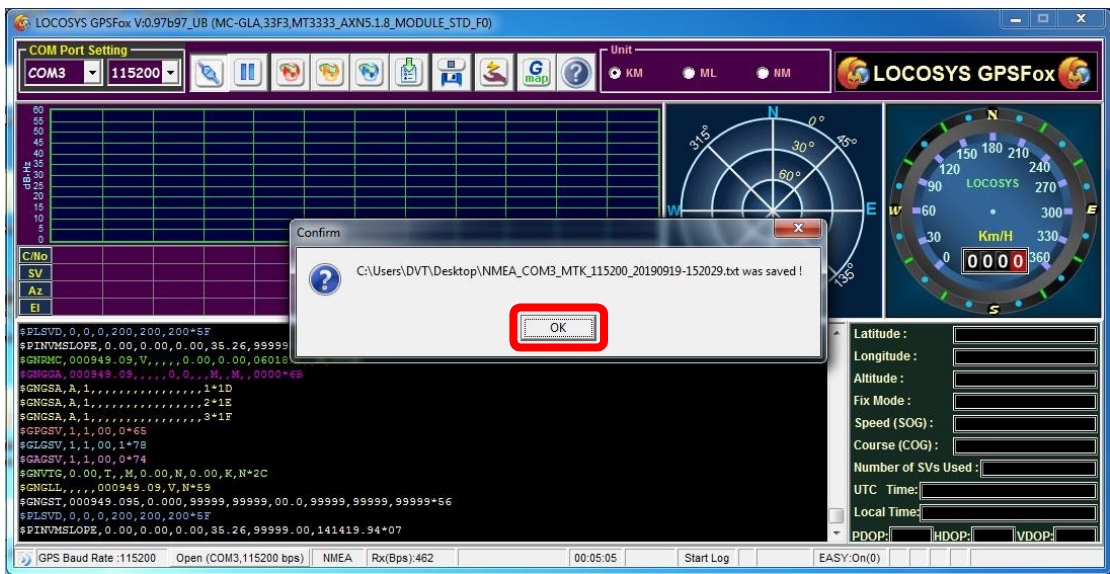 LOCOSYS GPSFox V:0.97b97_UB (MC-GLA,33F3,MT3333_AXN5.1.8_MODULE_STD_F0)
COM Port Setting
COM3 115200
G map
Unit
KM ML NM
LOCOSYS GPSFox
60
55
50
45
40
35
30
25
20
15
10
5
0
dB-Hz
C/No
SV
Az
El
N
0°
45°
315°
30°
60°
W
E
135°
N
150 180 210
120 240
90 LOCOSYS 270
W 60 300 E
30 Km/H 330
0 0000 360
S
Confirm
C:\Users\DVT\Desktop\NMEA_COM3_MTK_115200_20190919-152029.txt was saved !
OK
$PLSVD,0,0,0,200,200,200*5F
$PINVMSLOPE,0.00,0.00,0.00,35.26,99999
$GNRMC,000949.09,V,,,,,0.00,0.00,06018
$GNGGA,000949.09,,,,,0,0,,,M,,M,,0000*6B
$GNGSA,A,1,,,,,,,,,,,,,,,,1*1D
$GNGSA,A,1,,,,,,,,,,,,,,,,2*1E
$GNGSA,A,1,,,,,,,,,,,,,,,,3*1F
$GPGSV,1,1,00,0*65
$GLGSV,1,1,00,1*78
$GAGSV,1,1,00,0*74
$GNVTG,0.00,T,,M,0.00,N,0.00,K,N*2C
$GNGLL,,,,,000949.09,V,N*59
$GNGST,000949.095,0.000,99999,99999,00.0,99999,99999,99999*56
$PLSVD,0,0,0,200,200,200*5F
$PINVMSLOPE,0.00,0.00,0.00,35.26,99999.00,141419.94*07
Latitude :
Longitude :
Altitude :
Fix Mode :
Speed (SOG) :
Course (COG) :
Number of SVs Used :
UTC Time:
Local Time:
PDOP: HDOP: VDOP:
GPS Baud Rate :115200 Open (COM3,115200 bps) NMEA Rx(Bps):462 00:05:05 Start Log EASY:On(0)